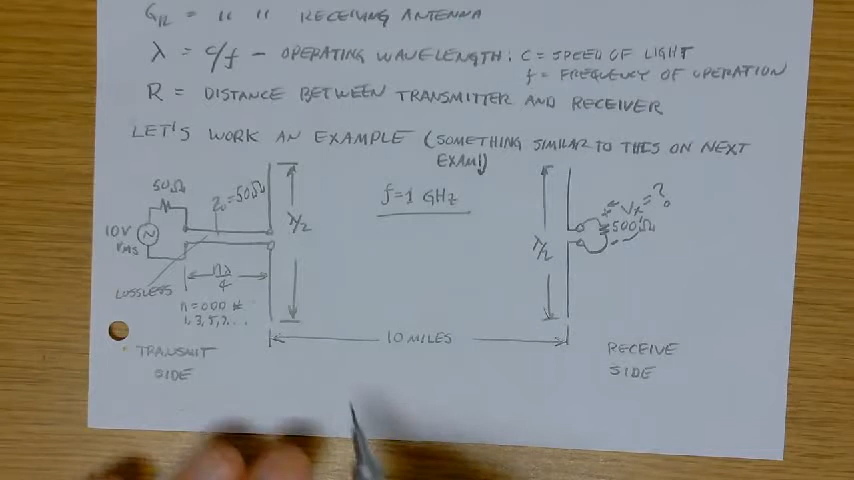 G_R = " " RECEIVING ANTENNA
λ = c/f - OPERATING WAVELENGTH: C = SPEED OF LIGHT
f = FREQUENCY OF OPERATION
R = DISTANCE BETWEEN TRANSMITTER AND RECEIVER
LET'S WORK AN EXAMPLE (SOMETHING SIMILAR TO THIS ON NEXT
EXAM!)
50Ω
Z₀=50Ω
10V
RMS
λ/2
f=1 GHz
λ/2
Vx = ?
500Ω
LOSSLESS
nλ/4
n = ODD #
1,3,5,7...
10 MILES
TRANSMIT
SIDE
RECEIVE
SIDE